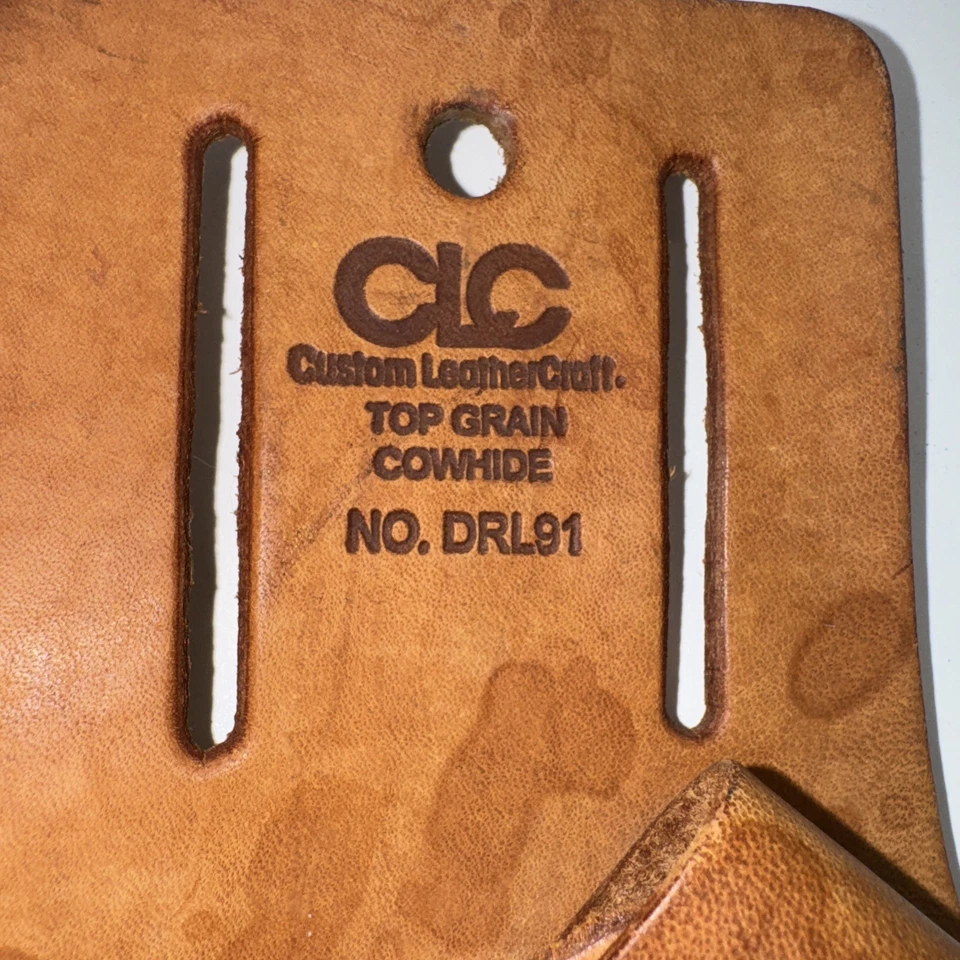 CLC
Custom LeatherCraft.
TOP GRAIN
COWHIDE
NO. DRL91